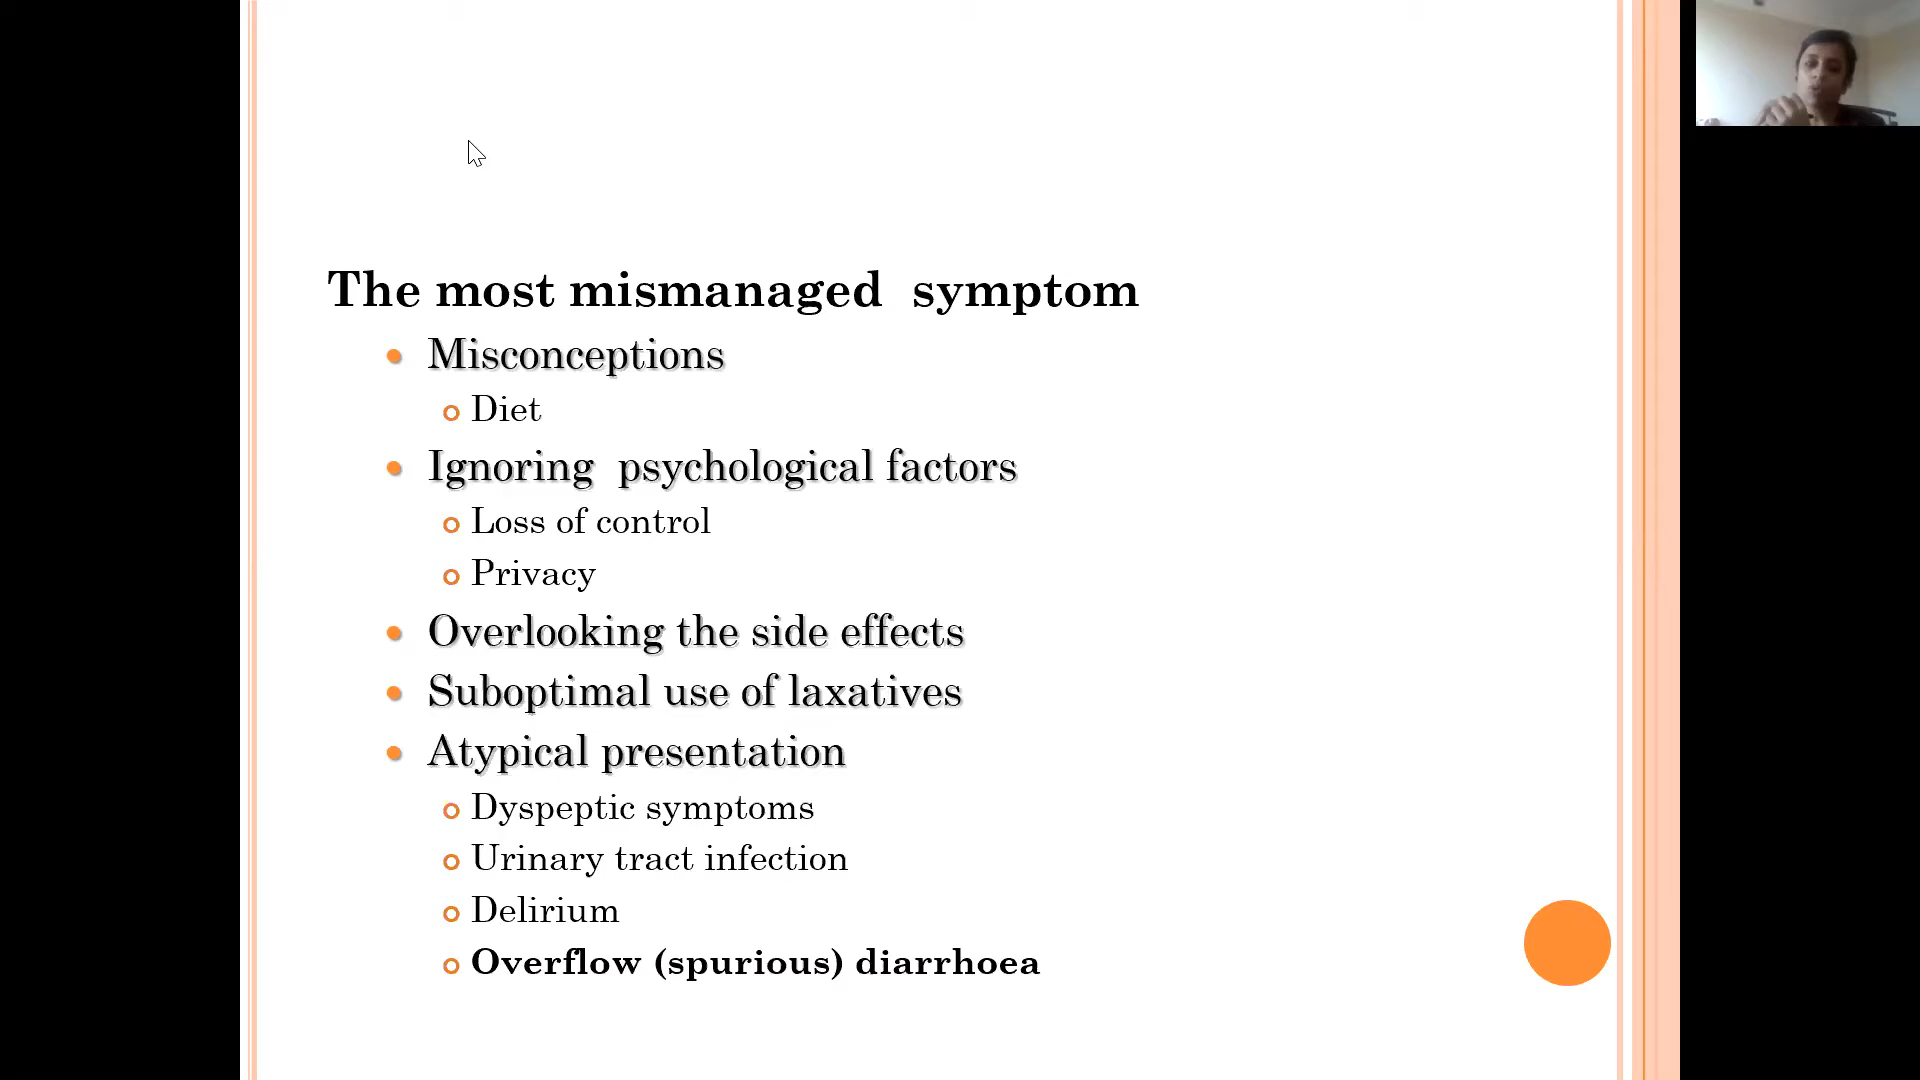 The most mismanaged symptom
Misconceptions
Diet
Ignoring psychological factors
Loss of control
Privacy
Overlooking the side effects
Suboptimal use of laxatives
Atypical presentation
Dyspeptic symptoms
Urinary tract infection
Delirium
Overflow (spurious) diarrhoea